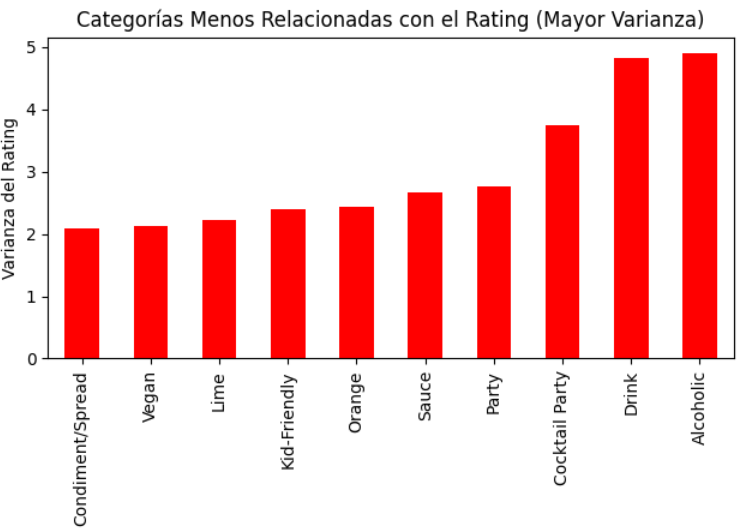 Categorías Menos Relacionadas con el Rating (Mayor Varianza)
Varianza del Rating
5
4
3
2
1
0
Condiment/Spread
Vegan
Lime
Kid-Friendly
Orange
Sauce
Party
Cocktail Party
Drink
Alcoholic